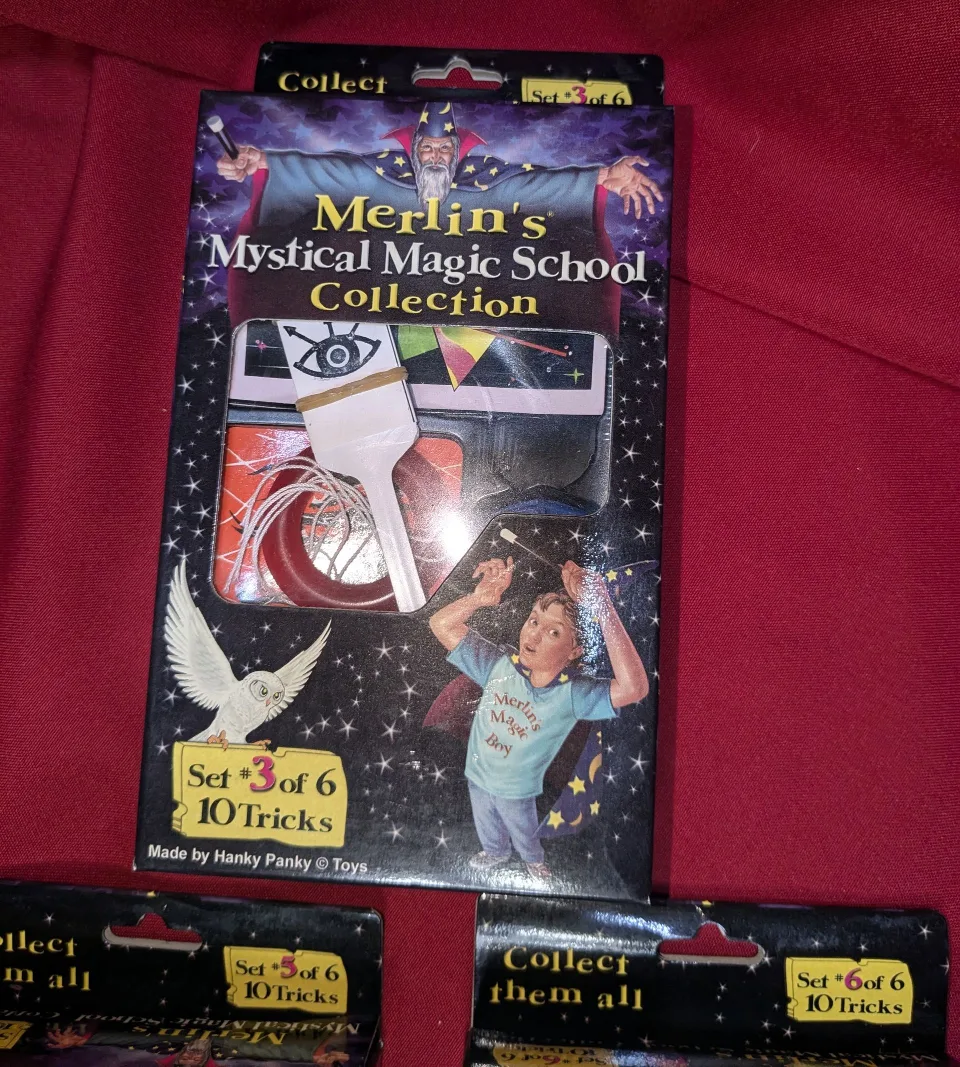 Collect
Set #3 of 6
Merlin's
Mystical Magic School
Collection
Merlin's
Magic
Boy
Set #3 of 6
10 Tricks
Made by Hanky Panky © Toys
ollect
m all
Set #5 of 6
10 Tricks
Merlin's
Collect
them all
Set #6 of 6
10 Tricks